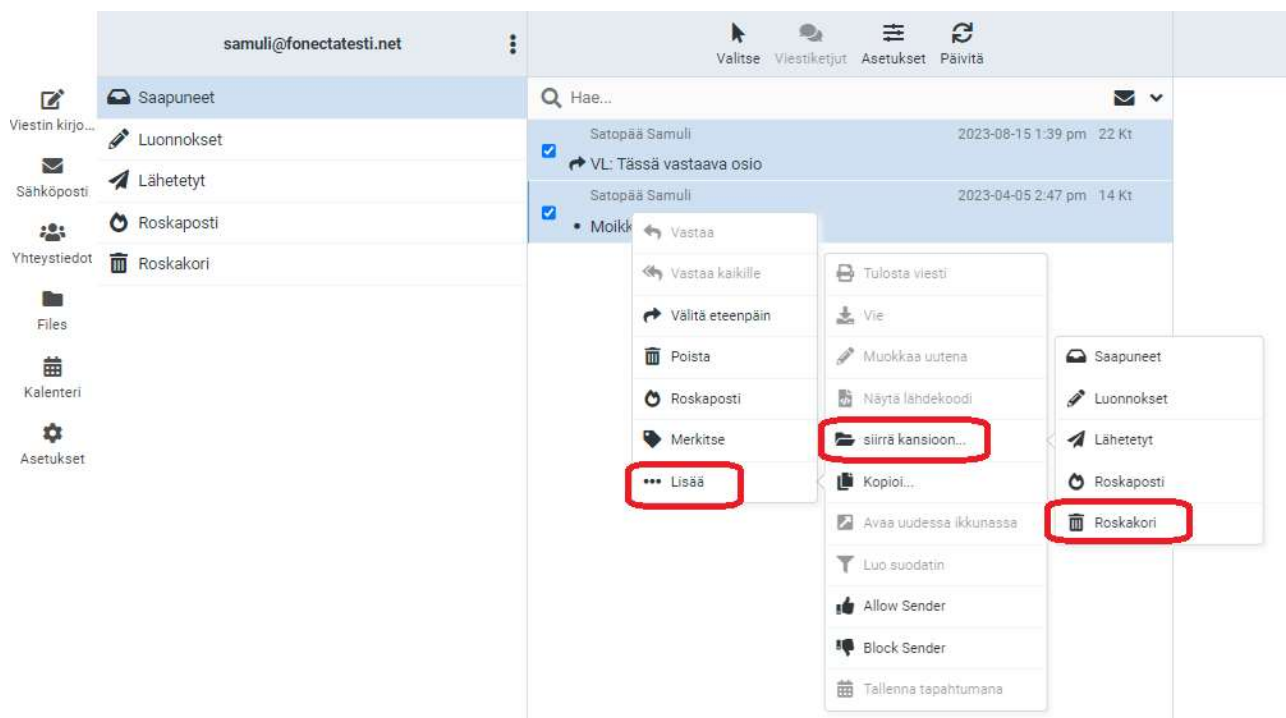 samuli@fonectatesti.net
Valitse Viestiketjut Asetukset Päivitä
Viestin kirjo...
Sähköposti
Yhteystiedot
Files
Kalenteri
Asetukset
Saapuneet
Luonnokset
Lähetetyt
Roskaposti
Roskakori
Hae...
Satopää Samuli 2023-08-15 1:39 pm 22 Kt
VL: Tässä vastaava osio
Satopää Samuli 2023-04-05 2:47 pm 14 Kt
Vastaa
Vastaa kaikille
Välitä eteenpäin
Poista
Roskaposti
Merkitse
Lisää
Tulosta viesti
Vie
Muokkaa uutena
Näytä lähdekoodi
siirrä kansioon...
Kopioi...
Avaa uudessa ikkunassa
Luo suodatin
Allow Sender
Block Sender
Tallenna tapahtumana
Saapuneet
Luonnokset
Lähetetyt
Roskaposti
Roskakori